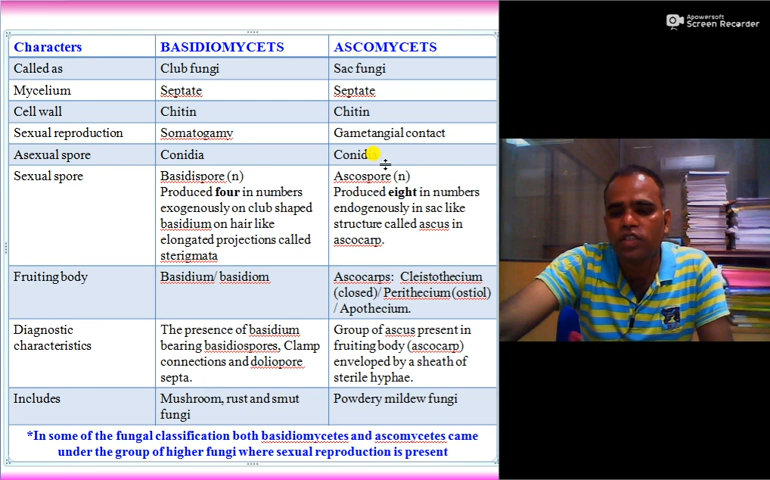 Apowersoft
Screen Recorder
Characters BASIDIOMYCETS ASCOMYCETS
Called as Club fungi Sac fungi
Mycelium Septate Septate
Cell wall Chitin Chitin
Sexual reproduction Somatogamy Gametangial contact
Asexual spore Conidia Conidia
Sexual spore Basidispore (n) Ascospore (n)
Produced four in numbers Produced eight in numbers
exogenously on club shaped endogenously in sac like
basidium on hair like structure called ascus in
elongated projections called ascocarp.
sterigmata
Fruiting body Basidium/ basidiom Ascocarps: Cleistothecium
(closed)/ Perithecium (ostiol)
/ Apothecium.
Diagnostic The presence of basidium Group of ascus present in
characteristics bearing basidiospores, Clamp fruiting body (ascocarp)
connections and doliopore enveloped by a sheath of
septa. sterile hyphae.
Includes Mushroom, rust and smut Powdery mildew fungi
fungi
*In some of the fungal classification both basidiomycetes and ascomycetes came
under the group of higher fungi where sexual reproduction is present